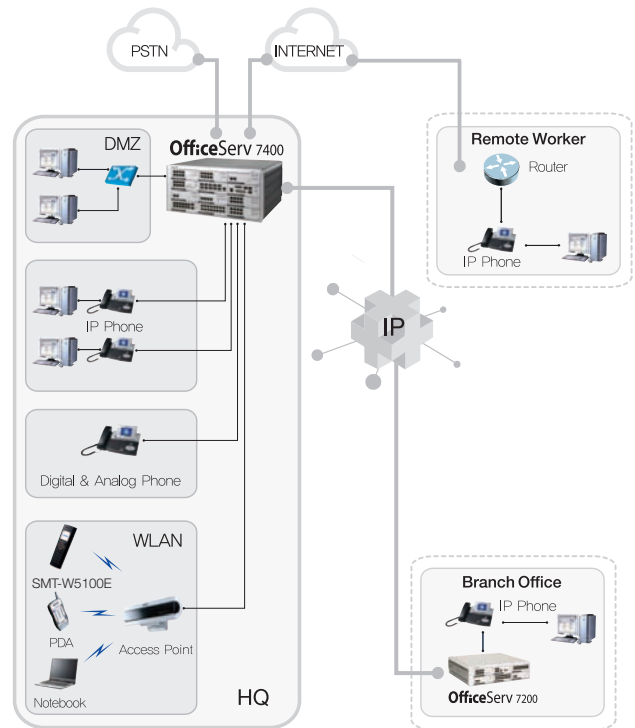 PSTN
INTERNET
DMZ
OfficeServ 7400
Remote Worker
Router
IP Phone
IP Phone
IP
Digital & Analog Phone
WLAN
SMT-W5100E
PDA
Access Point
Notebook
HQ
Branch Office
IP Phone
OfficeServ 7200